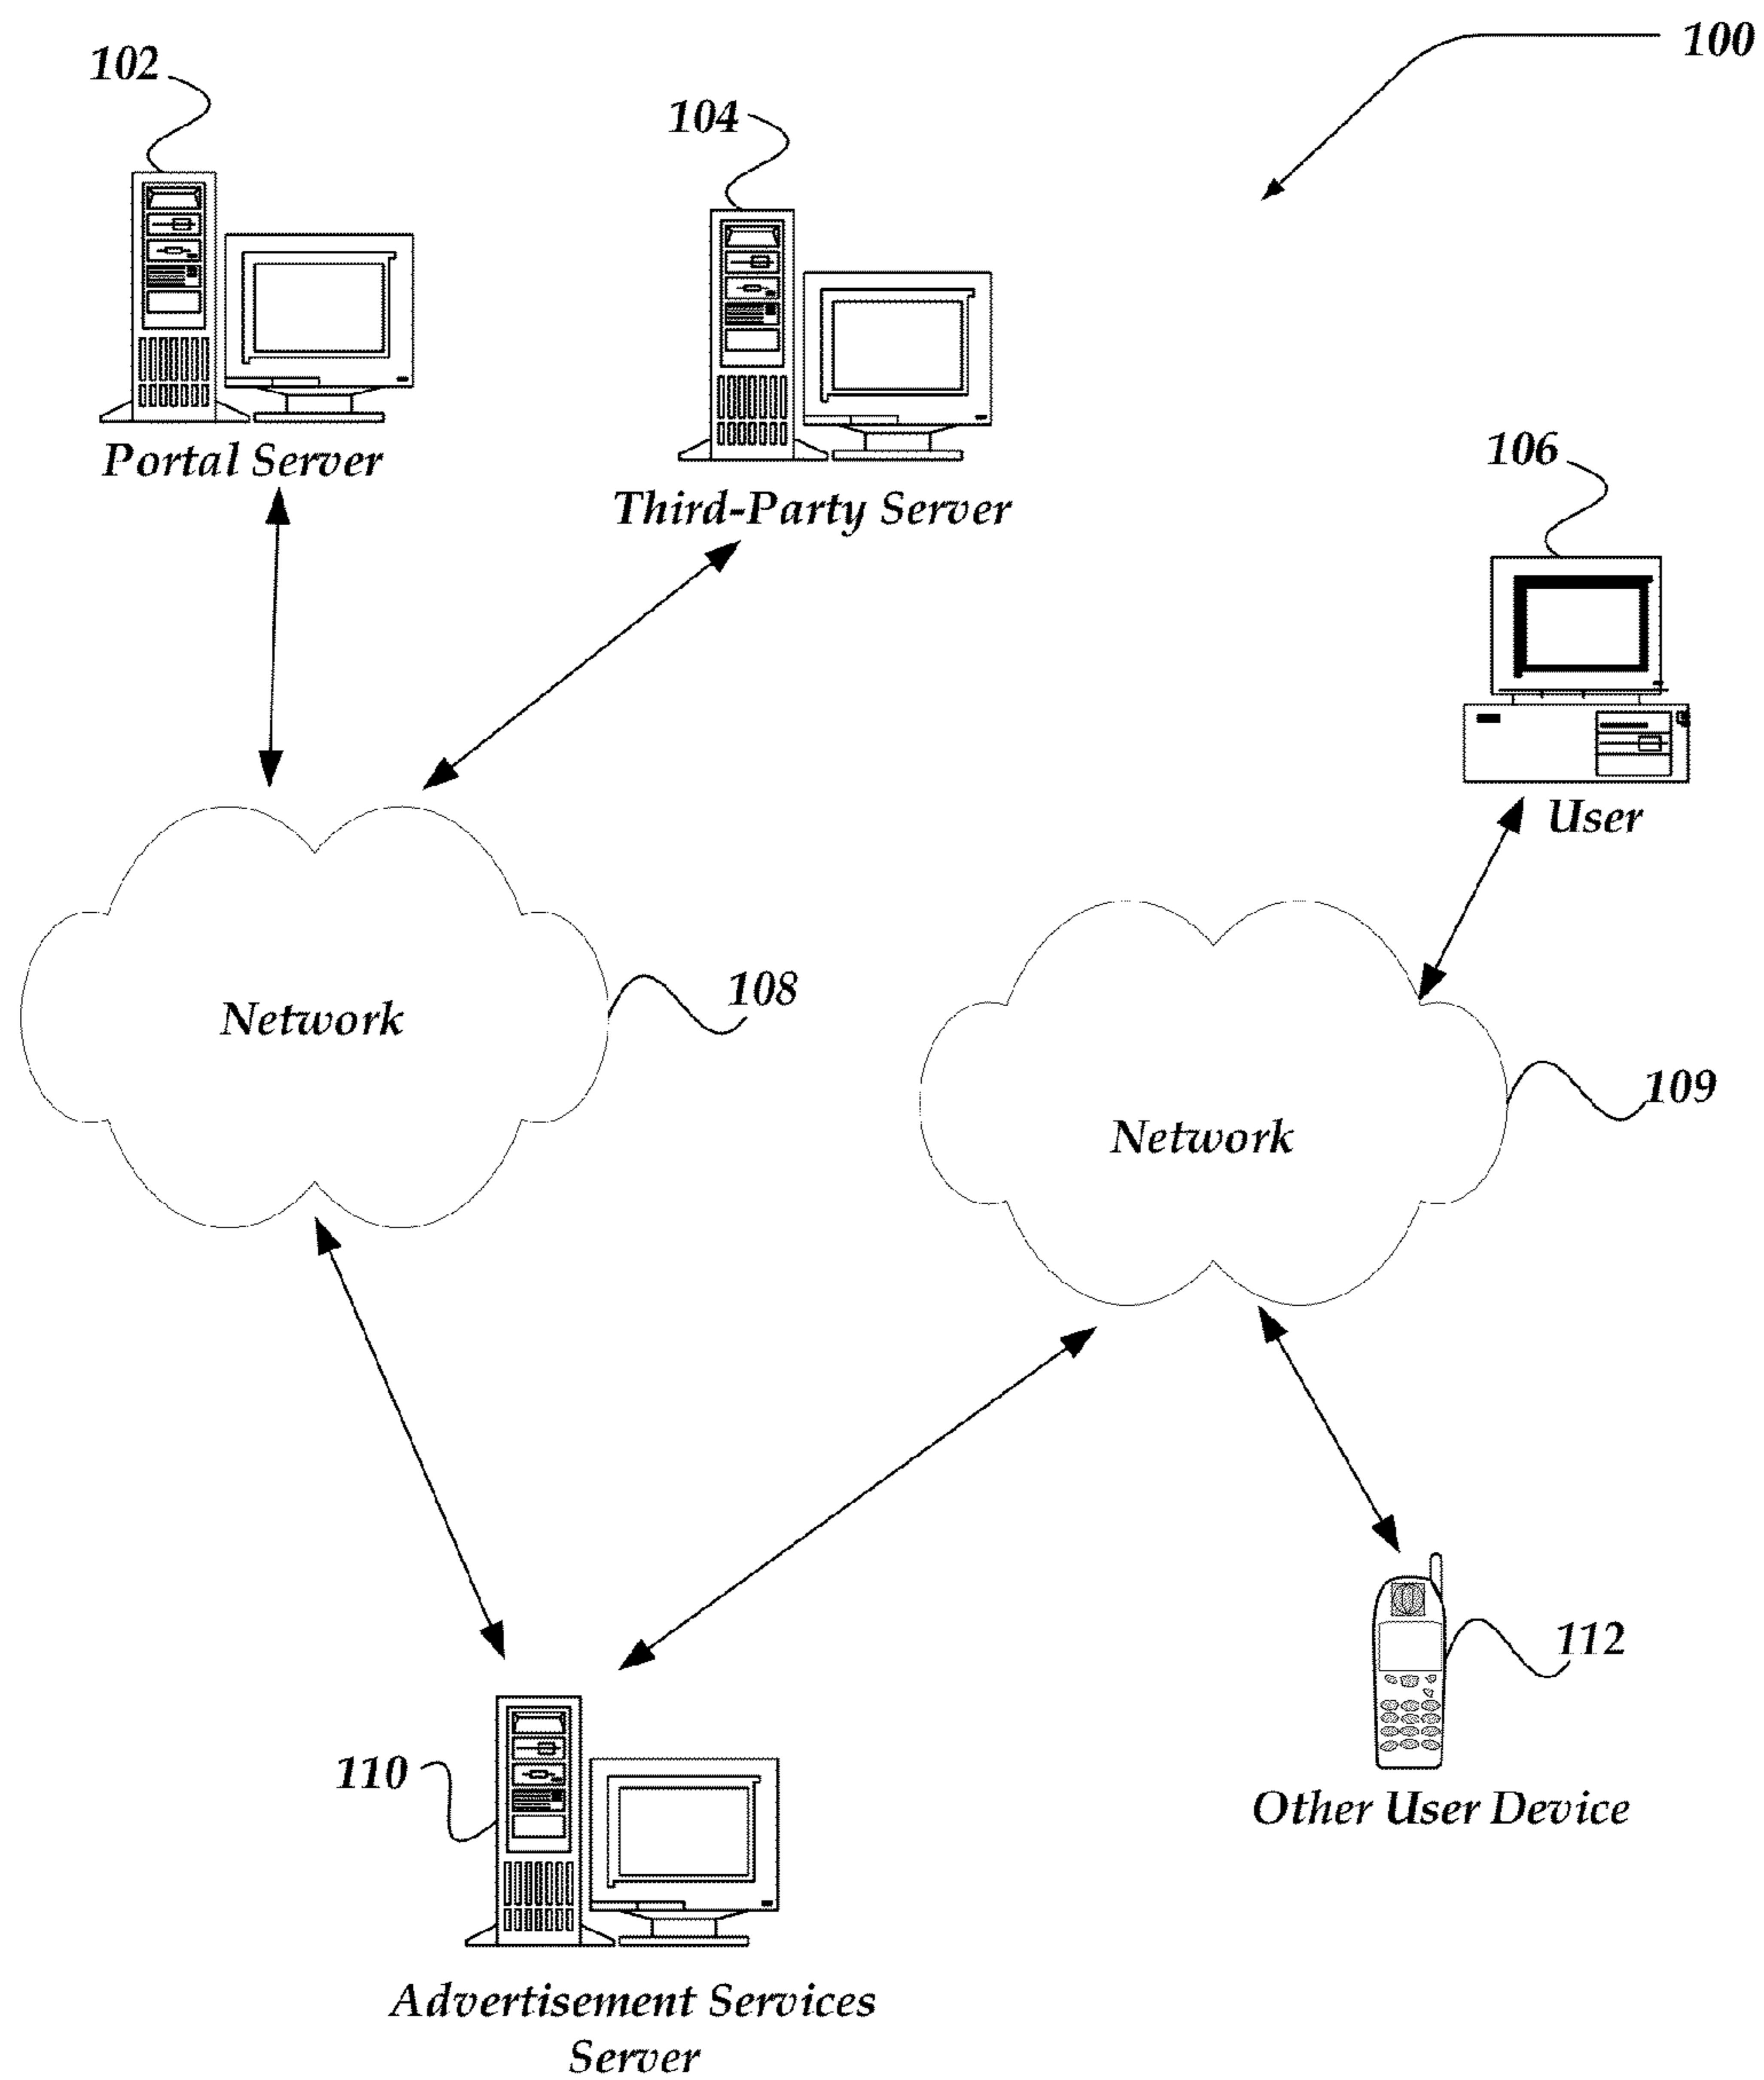 100
102
104
Portal Server
Third-Party Server
106
User
108
Network
109
Network
112
110
Other User Device
Advertisement Services
Server